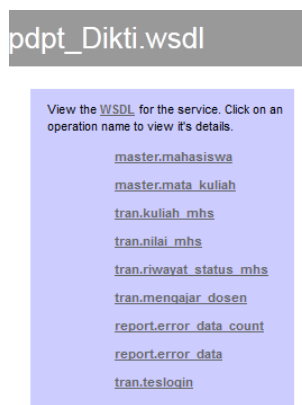 pdpt_Dikti.wsdl
View the WSDL for the service. Click on an
operation name to view it's details.
master.mahasiswa
master.mata_kuliah
tran.kuliah_mhs
tran.nilai_mhs
tran.riwayat_status_mhs
tran.mengajar_dosen
report.error_data_count
report.error_data
tran.teslogin